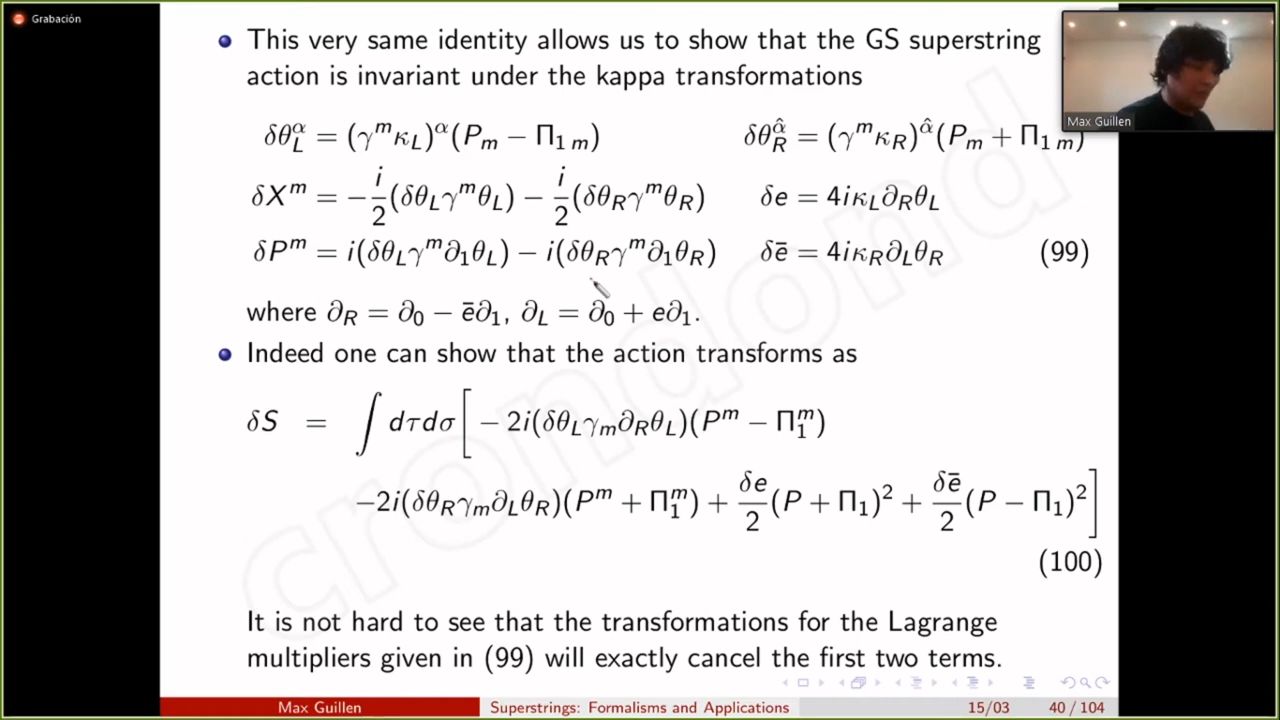 Grabación
This very same identity allows us to show that the GS superstring
action is invariant under the kappa transformations
Max Guillen
δθ_L^α = (γ^m κ_L)^α (P_m − Π_{1 m})    δθ_R^α̂ = (γ^m κ_R)^α̂ (P_m + Π_{1 m})
δX^m = −i/2 (δθ_L γ^m θ_L) − i/2 (δθ_R γ^m θ_R)    δe = 4iκ_L ∂_R θ_L
δP^m = i(δθ_L γ^m ∂_1 θ_L) − i(δθ_R γ^m ∂_1 θ_R)    δē = 4iκ_R ∂_L θ_R    (99)
where ∂_R = ∂_0 − ē∂_1, ∂_L = ∂_0 + e∂_1.
Indeed one can show that the action transforms as
δS = ∫ dτdσ [ − 2i(δθ_L γ_m ∂_R θ_L)(P^m − Π_1^m)
−2i(δθ_R γ_m ∂_L θ_R)(P^m + Π_1^m) + δe/2 (P + Π_1)² + δē/2 (P − Π_1)² ]
(100)
It is not hard to see that the transformations for the Lagrange
multipliers given in (99) will exactly cancel the first two terms.
Max Guillen    Superstrings: Formalisms and Applications    15/03    40 / 104
crondond